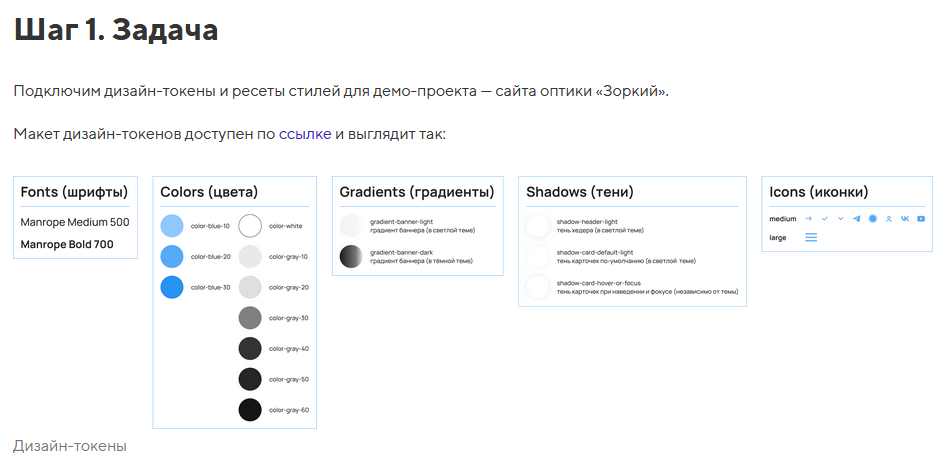 Шаг 1. Задача
Подключим дизайн-токены и ресеты стилей для демо-проекта — сайта оптики «Зоркий».
Макет дизайн-токенов доступен по ссылке и выглядит так:
Fonts (шрифты)
Manrope Medium 500
Manrope Bold 700
Colors (цвета)
color-blue-10
color-white
color-blue-20
color-gray-10
color-blue-30
color-gray-20
color-gray-30
color-gray-40
color-gray-50
color-gray-60
Gradients (градиенты)
gradient-banner-light
градиент баннера (в светлой теме)
gradient-banner-dark
градиент баннера (в тёмной теме)
Shadows (тени)
shadow-header-light
тень хедера (в светлой теме)
shadow-card-default-light
тень карточек по-умолчанию (в светлой теме)
shadow-card-hover-or-focus
тень карточек при наведении и фокусе (независимо от темы)
Icons (иконки)
medium
large
Дизайн-токены